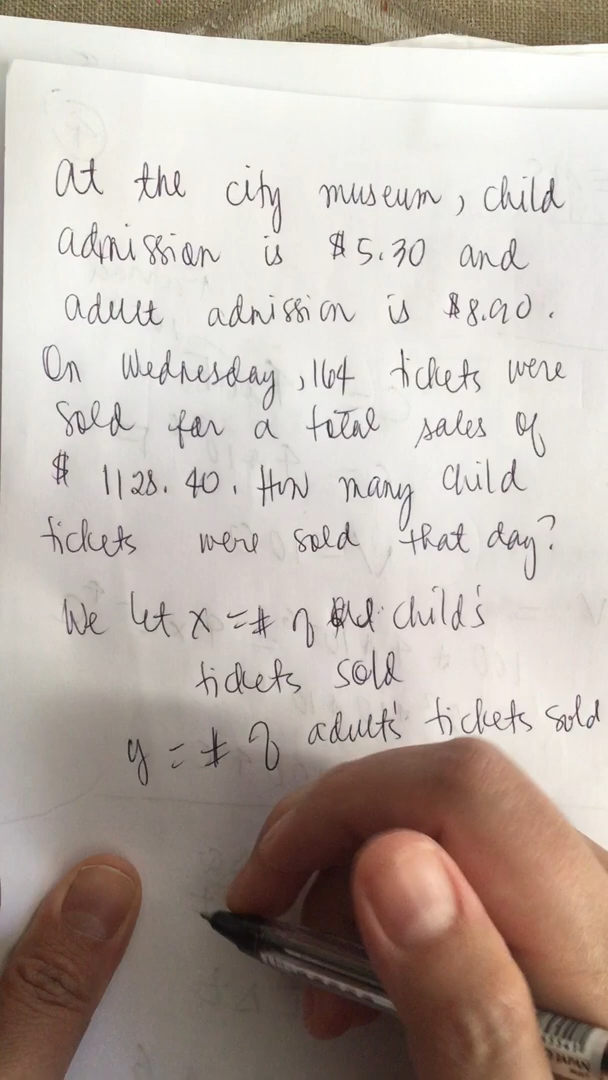 at the city museum, child
admission is $5.30 and
adult admission is $8.90.
On Wednesday, 164 tickets were
sold for a total sales of
$ 1128.40. How many child
tickets were sold that day?
We let x = # of child's
tickets sold
y = # of adult's tickets sold
JAPAN